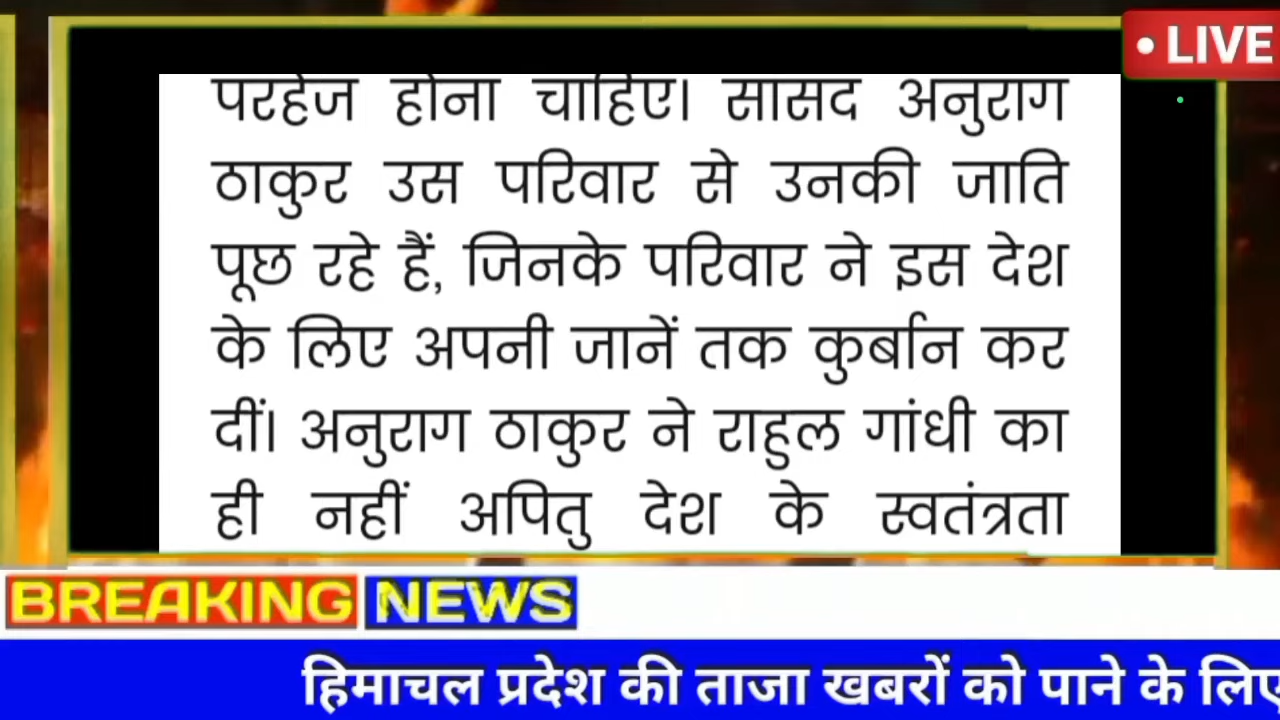 • LIVE
परहेज होना चाहिए। सांसद अनुराग
ठाकुर उस परिवार से उनकी जाति
पूछ रहे हैं, जिनके परिवार ने इस देश
के लिए अपनी जानें तक कुर्बान कर
दीं। अनुराग ठाकुर ने राहुल गांधी का
ही नहीं अपितु देश के स्वतंत्रता
BREAKING NEWS
हिमाचल प्रदेश की ताजा खबरों को पाने के लिए